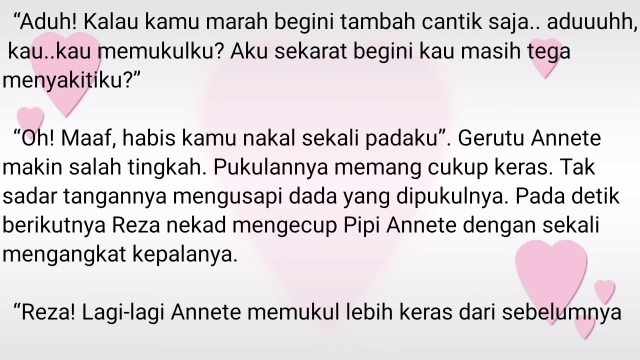 “Aduh! Kalau kamu marah begini tambah cantik saja.. aduuuhh,
kau..kau memukulku? Aku sekarat begini kau masih tega
menyakitiku?”
“Oh! Maaf, habis kamu nakal sekali padaku”. Gerutu Annete
makin salah tingkah. Pukulannya memang cukup keras. Tak
sadar tangannya mengusapi dada yang dipukulnya. Pada detik
berikutnya Reza nekad mengecup Pipi Annete dengan sekali
mengangkat kepalanya.
“Reza! Lagi-lagi Annete memukul lebih keras dari sebelumnya